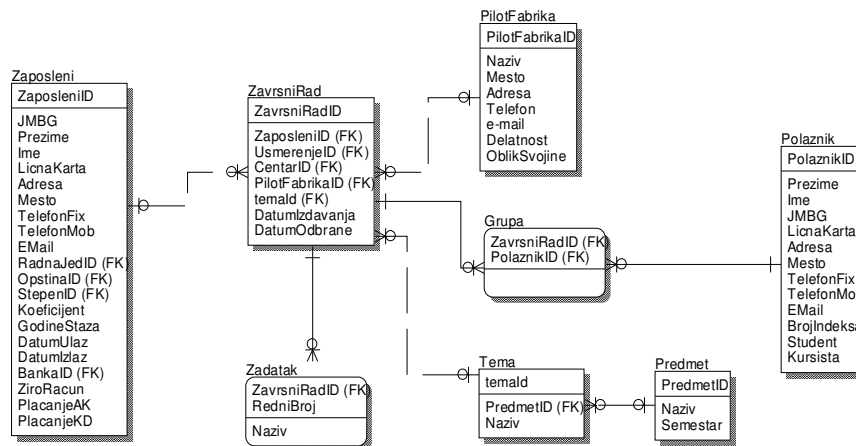 Zaposleni
ZaposleniID
JMBG
Prezime
Ime
LicnaKarta
Adresa
Mesto
TelefonFix
TelefonMob
EMail
RadnaJedID (FK)
OpstinaID (FK)
StepenID (FK)
Koeficijent
GodineStaza
DatumUlaz
DatumIzlaz
BankaID (FK)
ZiroRacun
PlacanjeAK
PlacanjeKD
ZavrsniRad
ZavrsniRadID
ZaposleniID (FK)
UsmerenjeID (FK)
CentarID (FK)
PilotFabrikaID (FK)
temaId (FK)
DatumIzdavanja
DatumOdbrane
Zadatak
ZavrsniRadID (FK)
RedniBroj
Naziv
PilotFabrika
PilotFabrikaID
Naziv
Mesto
Adresa
Telefon
e-mail
Delatnost
OblikSvojine
Grupa
ZavrsniRadID (FK)
PolaznikID (FK)
Tema
temaId
PredmetID (FK)
Naziv
Predmet
PredmetID
Naziv
Semestar
Polaznik
PolaznikID
Prezime
Ime
JMBG
LicnaKarta
Adresa
Mesto
TelefonFix
TelefonMo
EMail
BrojIndeksa
Student
Kursista